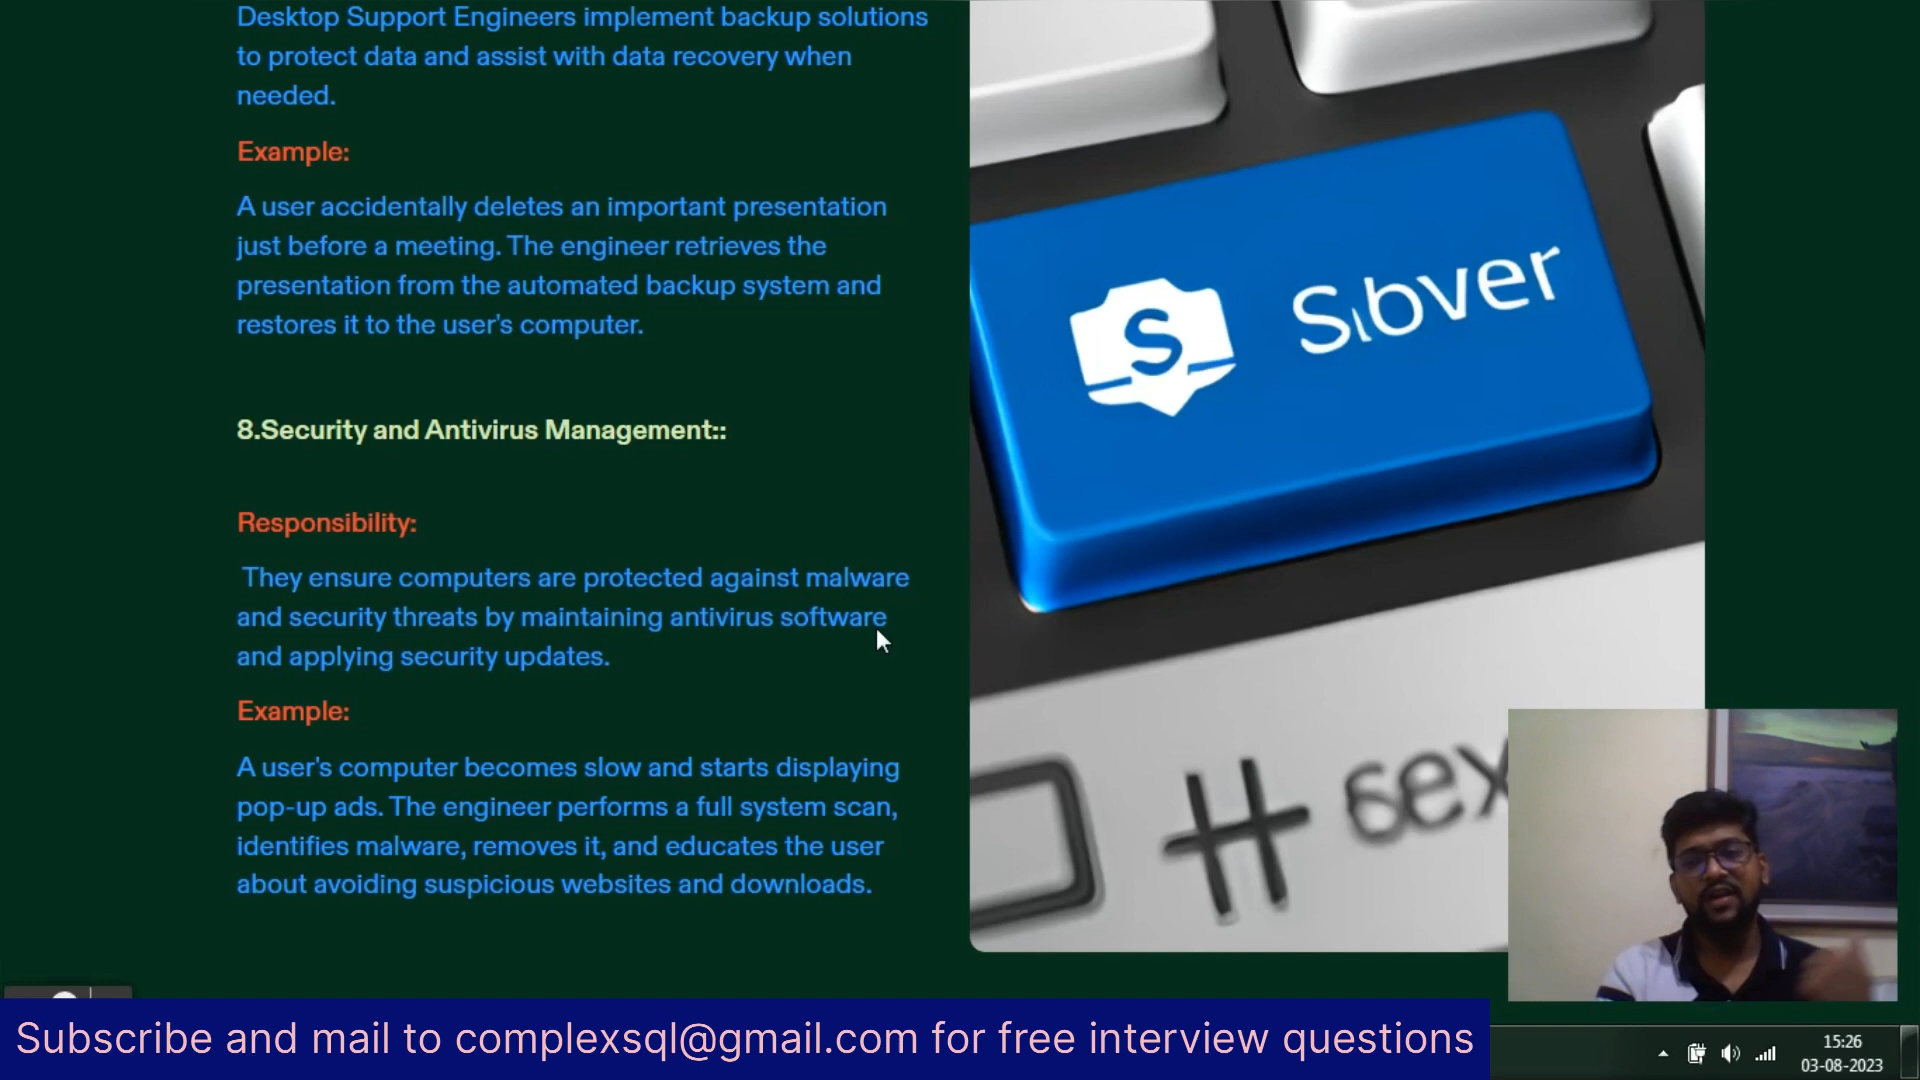 Desktop Support Engineers implement backup solutions
to protect data and assist with data recovery when
needed.
Example:
A user accidentally deletes an important presentation
just before a meeting. The engineer retrieves the
presentation from the automated backup system and
restores it to the user's computer.
8.Security and Antivirus Management::
Responsibility:
They ensure computers are protected against malware
and security threats by maintaining antivirus software
and applying security updates.
Example:
A user's computer becomes slow and starts displaying
pop-up ads. The engineer performs a full system scan,
identifies malware, removes it, and educates the user
about avoiding suspicious websites and downloads.
S
Subscribe and mail to complexsql@gmail.com for free interview questions
15:26
03-08-2023